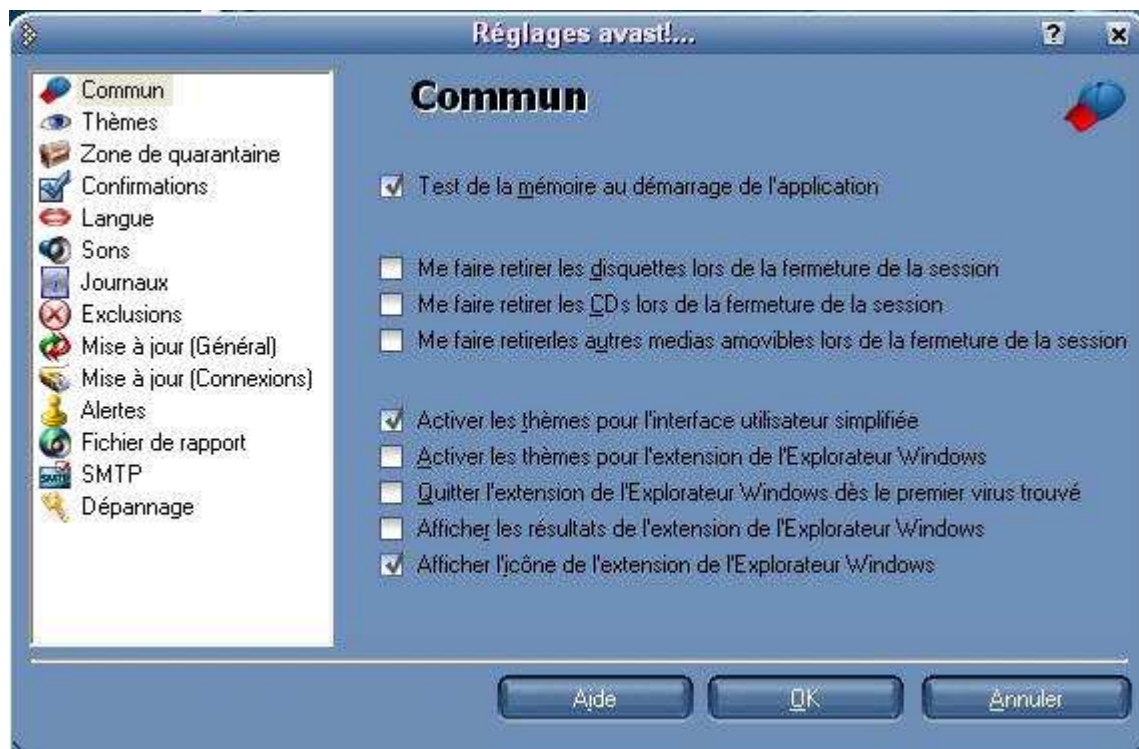 Réglages avast!...
Commun
Thèmes
Zone de quarantaine
Confirmations
Langue
Sons
Journaux
Exclusions
Mise à jour (Général)
Mise à jour (Connexions)
Alertes
Fichier de rapport
SMTP
Dépannage
Commun
Test de la mémoire au démarrage de l'application
Me faire retirer les disquettes lors de la fermeture de la session
Me faire retirer les CDs lors de la fermeture de la session
Me faire retirerles autres medias amovibles lors de la fermeture de la session
Activer les thèmes pour l'interface utilisateur simplifiée
Activer les thèmes pour l'extension de l'Explorateur Windows
Quitter l'extension de l'Explorateur Windows dès le premier virus trouvé
Afficher les résultats de l'extension de l'Explorateur Windows
Afficher l'icône de l'extension de l'Explorateur Windows
Aide
OK
Annuler